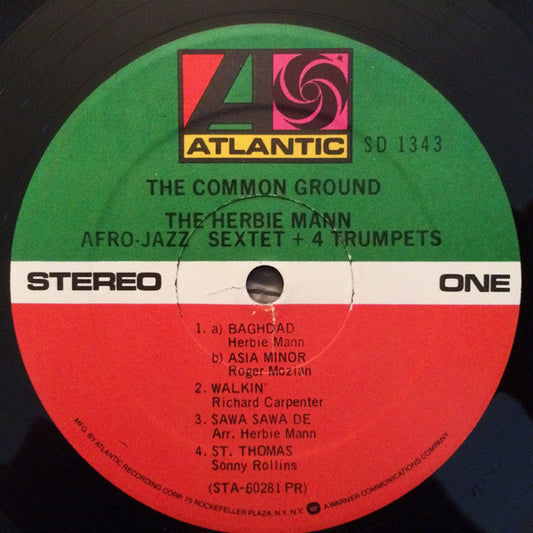 ATLANTIC
SD 1343
THE COMMON GROUND
THE HERBIE MANN
AFRO-JAZZ SEXTET + 4 TRUMPETS
STEREO
ONE
1. a) BAGHDAD
Herbie Mann
b) ASIA MINOR
Roger Mozian
2. WALKIN'
Richard Carpenter
3. SAWA SAWA DE
Arr. Herbie Mann
4. ST. THOMAS
Sonny Rollins
(STA-60281 PR)
MFG. BY ATLANTIC RECORDING CORP. 75 ROCKEFELLER PLAZA, N.Y. N.Y. W A WARNER COMMUNICATIONS COMPANY.